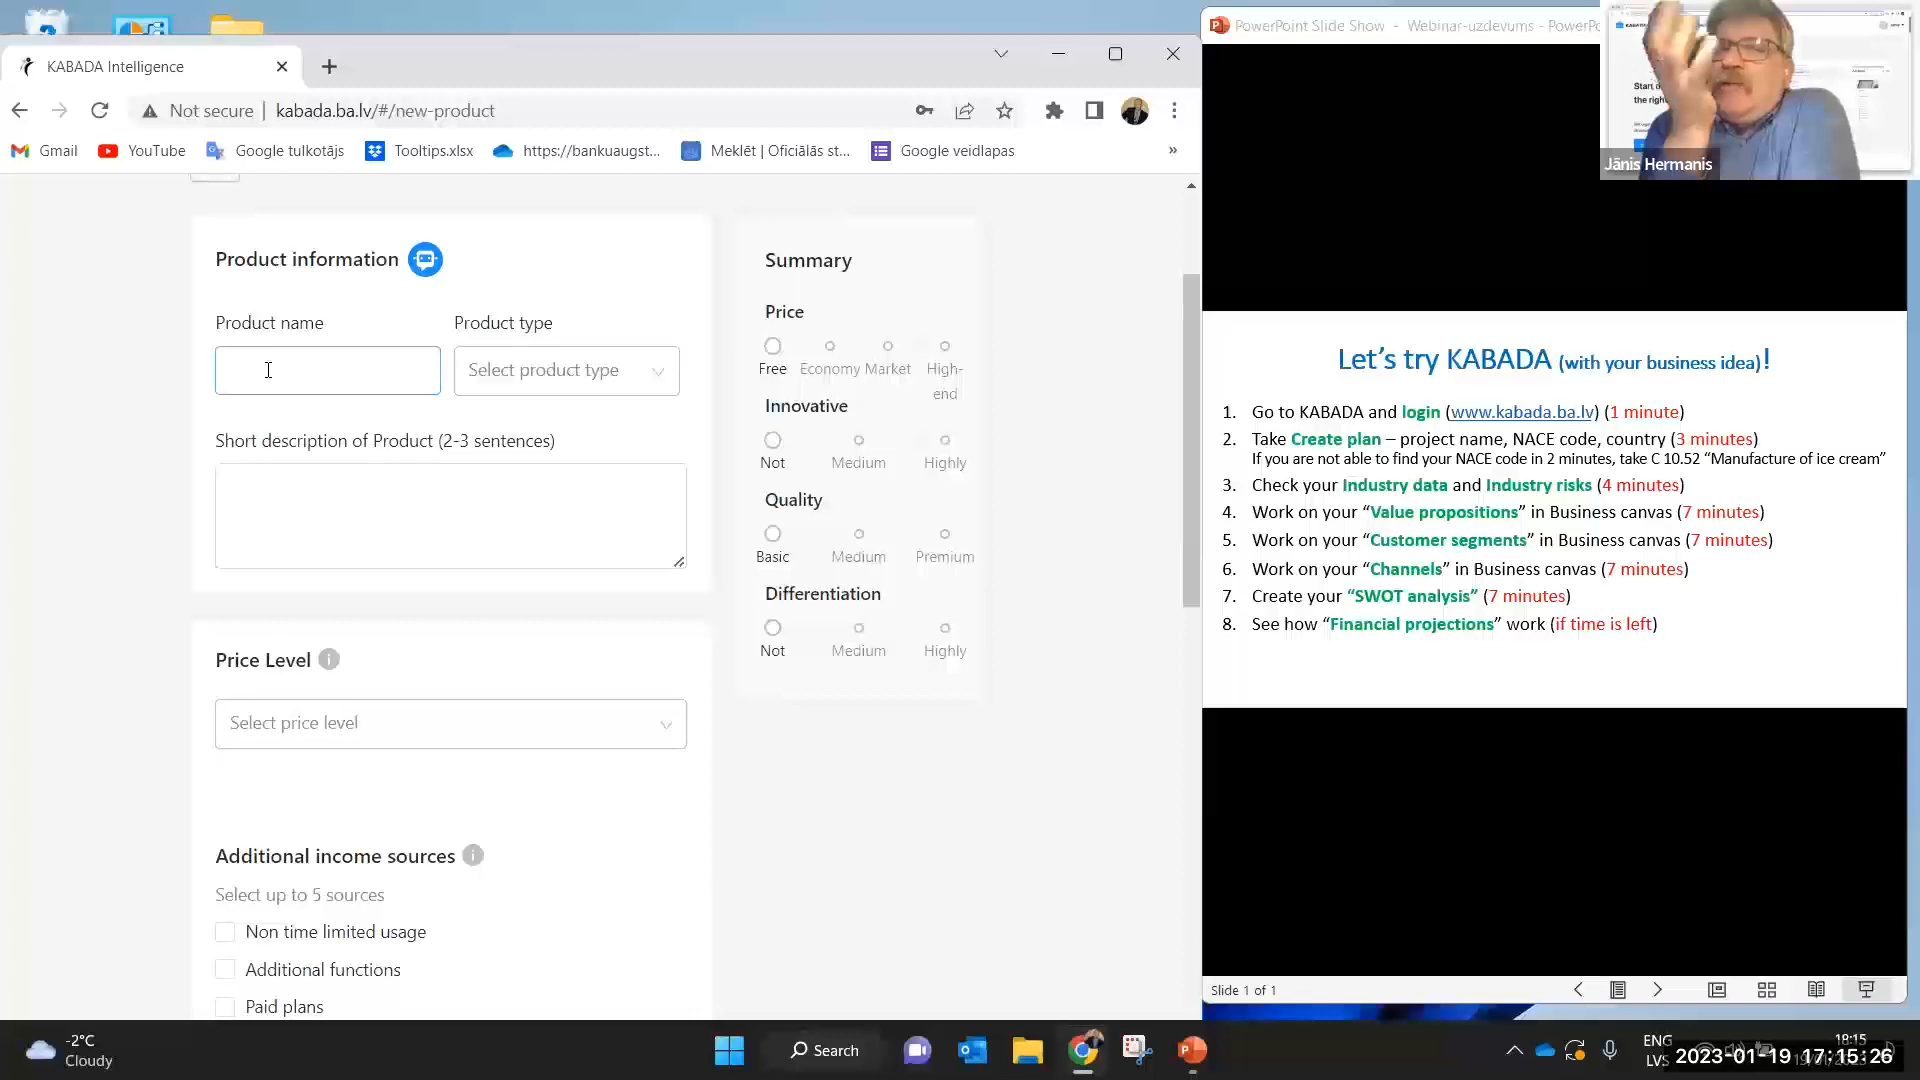 KABADA Intelligence
Not secure | kabada.ba.lv/#/new-product
Gmail YouTube Google tulkotājs Tooltips.xlsx https://bankuaugst... Meklēt | Oficiālās st... Google veidlapas »
Product information
Product name Product type
Select product type
Short description of Product (2-3 sentences)
Price Level
Select price level
Additional income sources
Select up to 5 sources
Non time limited usage
Additional functions
Paid plans
Summary
Price
Free Economy Market High-end
Innovative
Not Medium Highly
Quality
Basic Medium Premium
Differentiation
Not Medium Highly
PowerPoint Slide Show - Webinar-uzdevums - PowerPo
Jānis Hermanis
Let's try KABADA (with your business idea)!
1. Go to KABADA and login (www.kabada.ba.lv) (1 minute)
2. Take Create plan – project name, NACE code, country (3 minutes)
If you are not able to find your NACE code in 2 minutes, take C 10.52 “Manufacture of ice cream”
3. Check your Industry data and Industry risks (4 minutes)
4. Work on your “Value propositions” in Business canvas (7 minutes)
5. Work on your “Customer segments” in Business canvas (7 minutes)
6. Work on your “Channels” in Business canvas (7 minutes)
7. Create your “SWOT analysis” (7 minutes)
8. See how “Financial projections” work (if time is left)
Slide 1 of 1
-2°C
Cloudy
Search
ENG
LVS
18:15
2023-01-19 17:15:26